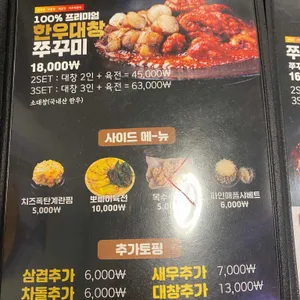 100% 프리미엄
한우대창
쭈꾸미
18,000₩
2SET : 대창 2인 + 육전 = 45,000₩
3SET : 대창 3인 + 육전 = 63,000₩
소대창(국내산 한우)
사이드 메-뉴
치즈폭탄계란찜
5,000₩
뽀빠이육전
10,000₩
파인애플샤베트
6,000₩
추가토핑
삼겹추가 6,000₩
새우추가 7,000₩
차돌추가 6,000₩
대창추가 13,000₩